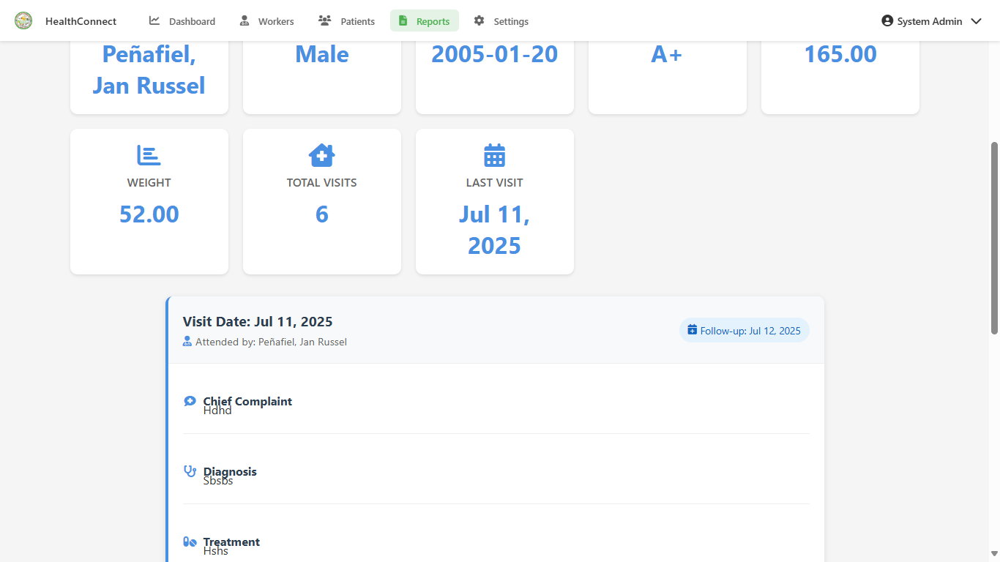 HealthConnect
Dashboard
Workers
Patients
Reports
Settings
System Admin
Peñafiel,
Jan Russel
Male
2005-01-20
A+
165.00
WEIGHT
52.00
TOTAL VISITS
6
LAST VISIT
Jul 11,
2025
Visit Date: Jul 11, 2025
Attended by: Peñafiel, Jan Russel
Follow-up: Jul 12, 2025
Chief Complaint
Hdhd
Diagnosis
Sbsbs
Treatment
Hshs